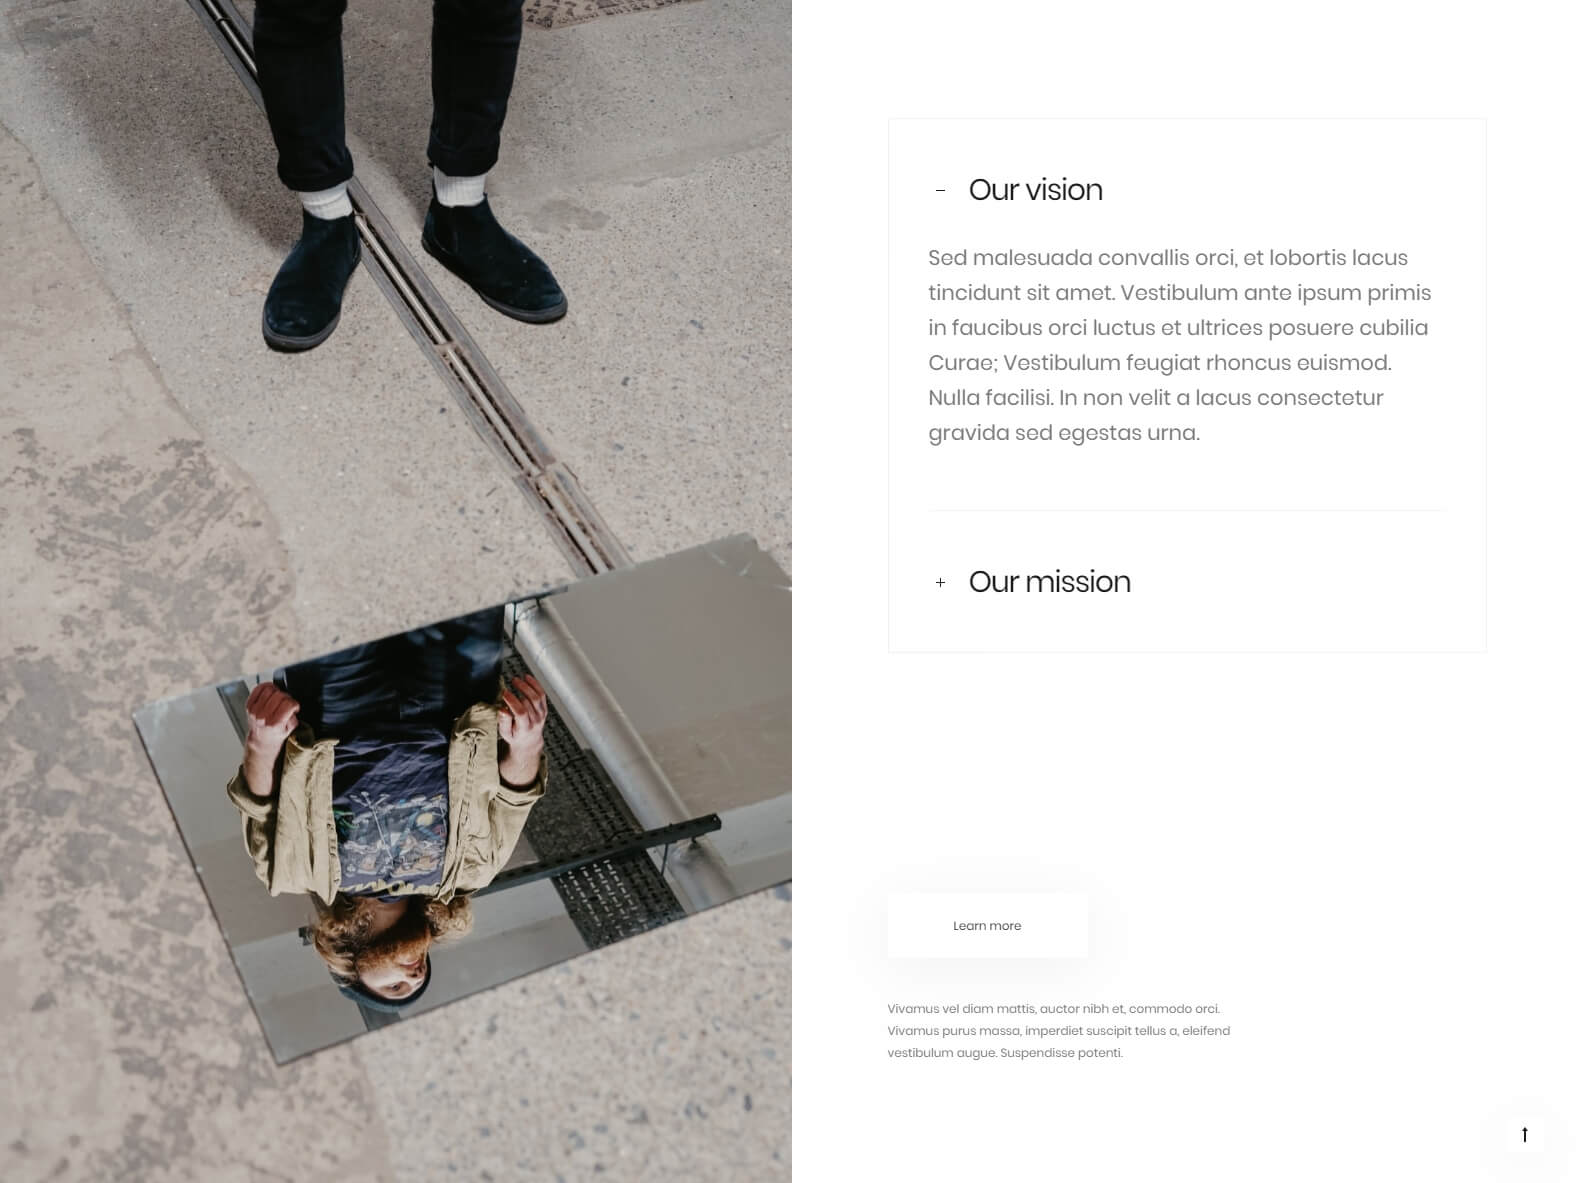 Our vision
Sed malesuada convallis orci, et lobortis lacus
tincidunt sit amet. Vestibulum ante ipsum primis
in faucibus orci luctus et ultrices posuere cubilia
Curae; Vestibulum feugiat rhoncus euismod.
Nulla facilisi. In non velit a lacus consectetur
gravida sed egestas urna.
Our mission
Learn more
Vivamus vel diam mattis, auctor nibh et, commodo orci.
Vivamus purus massa, imperdiet suscipit tellus a, eleifend
vestibulum augue. Suspendisse potenti.